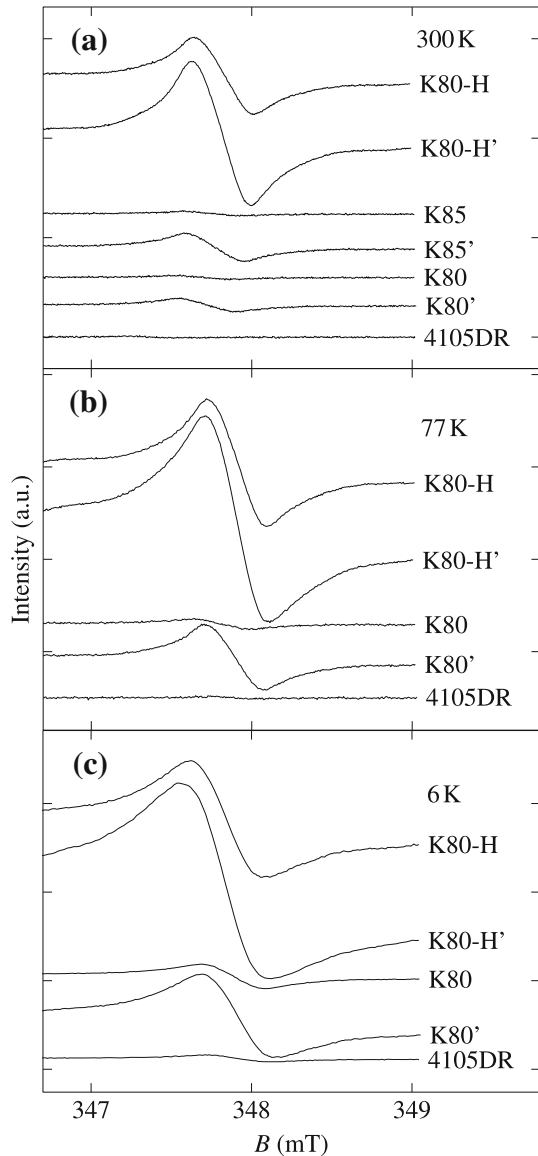 (a)
300 K
K80-H
K80-H’
K85
K85’
K80
K80’
4105DR
(b)
77 K
K80-H
K80-H’
K80
K80’
4105DR
Intensity (a.u.)
(c)
6 K
K80-H
K80-H’
K80
K80’
4105DR
347 348 349
B (mT)